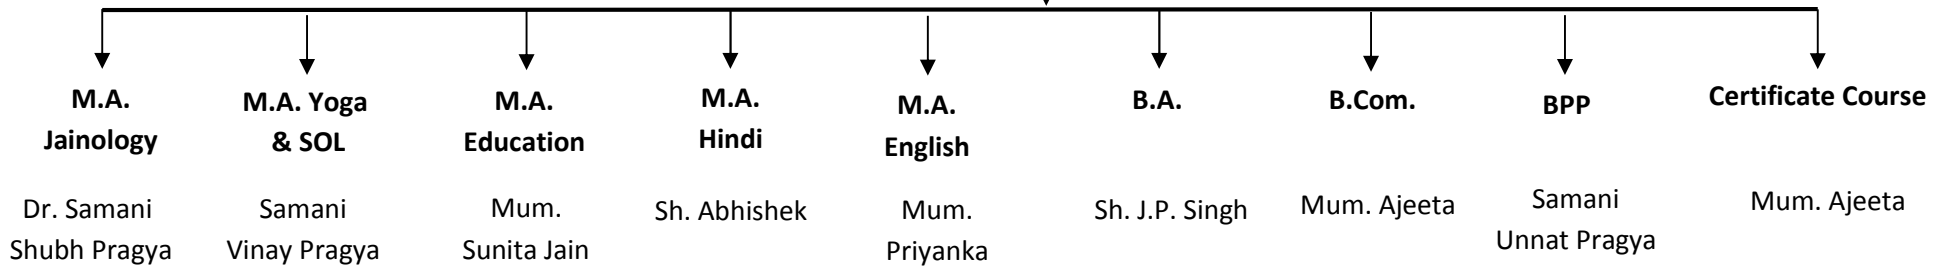 M.A.
Jainology
Dr. Samani
Shubh Pragya
M.A. Yoga
& SOL
Samani
Vinay Pragya
M.A.
Education
Mum.
Sunita Jain
M.A.
Hindi
Sh. Abhishek
M.A.
English
Mum.
Priyanka
B.A.
Sh. J.P. Singh
B.Com.
Mum. Ajeeta
BPP
Samani
Unnat Pragya
Certificate Course
Mum. Ajeeta